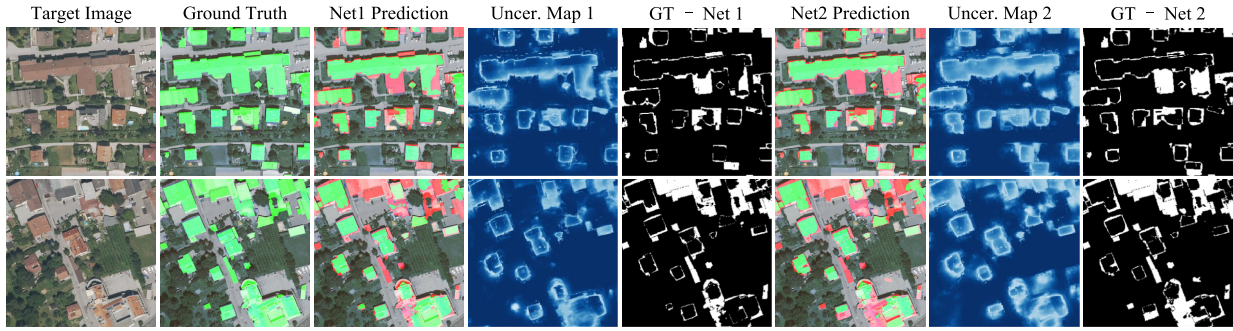 Target Image Ground Truth Net1 Prediction Uncer. Map 1 GT － Net 1 Net2 Prediction Uncer. Map 2 GT － Net 2